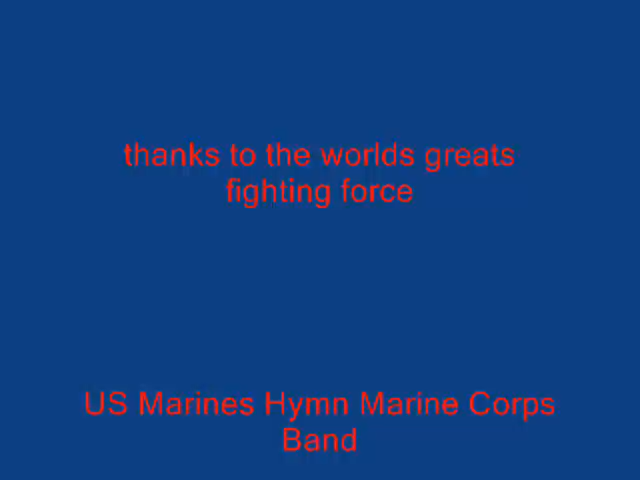 thanks to the worlds greats
fighting force
US Marines Hymn Marine Corps
Band